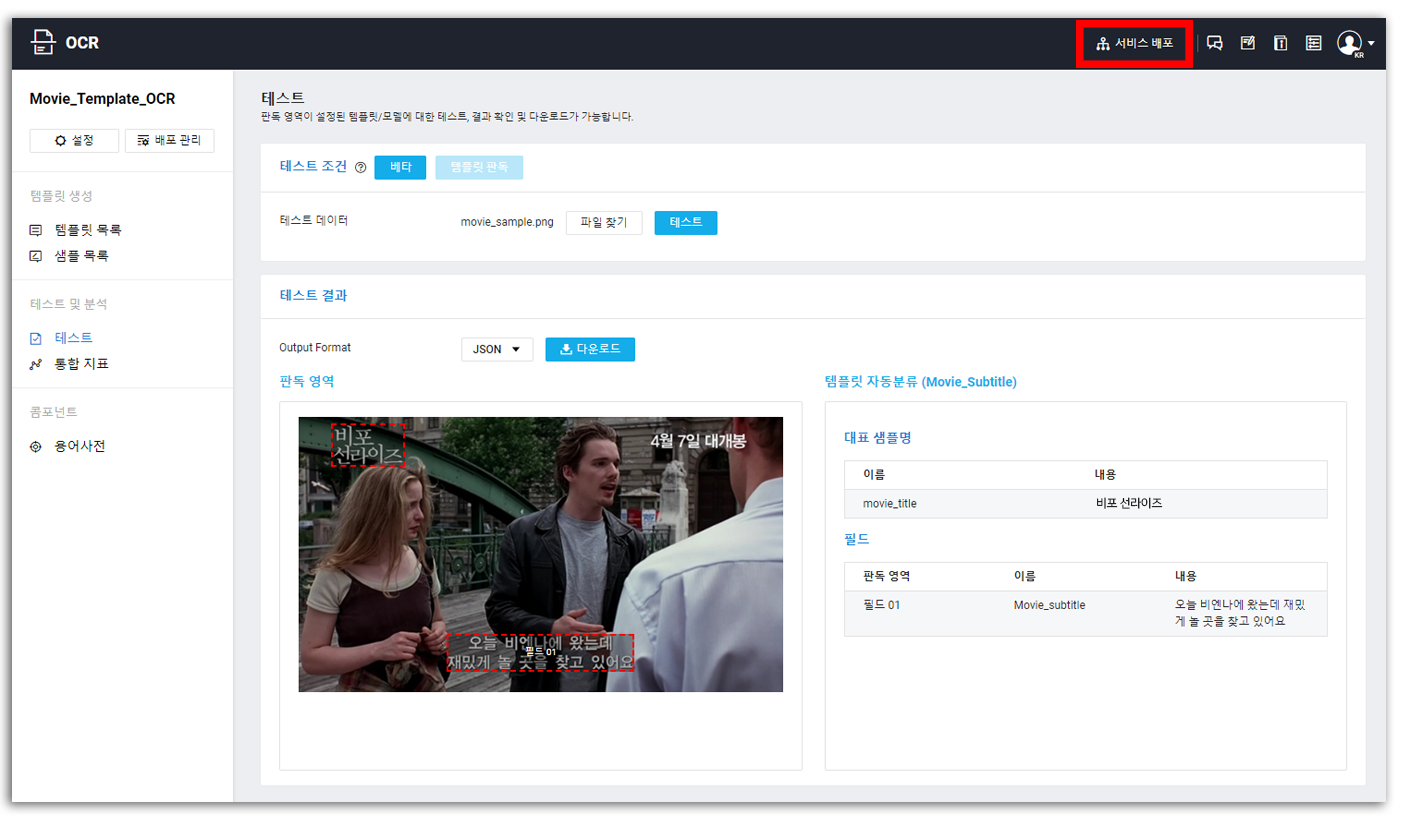 OCR
서비스 배포
KR
Movie_Template_OCR
설정
배포 관리
템플릿 생성
템플릿 목록
샘플 목록
테스트 및 분석
테스트
통합 지표
콤포넌트
용어사전
테스트
판독 영역이 설정된 템플릿/모델에 대한 테스트, 결과 확인 및 다운로드가 가능합니다.
테스트 조건
베타
템플릿 판독
테스트 데이터
movie_sample.png
파일 찾기
테스트
테스트 결과
Output Format
JSON
다운로드
판독 영역
비포
선라이즈
4월 7일 대개봉
오늘 비엔나에 왔는데
필드 01
재밌게 놀 곳을 찾고 있어요
템플릿 자동분류 (Movie_Subtitle)
대표 샘플명
이름 내용
movie_title 비포 선라이즈
필드
판독 영역 이름 내용
필드 01 Movie_subtitle 오늘 비엔나에 왔는데 재밌
게 놀 곳을 찾고 있어요